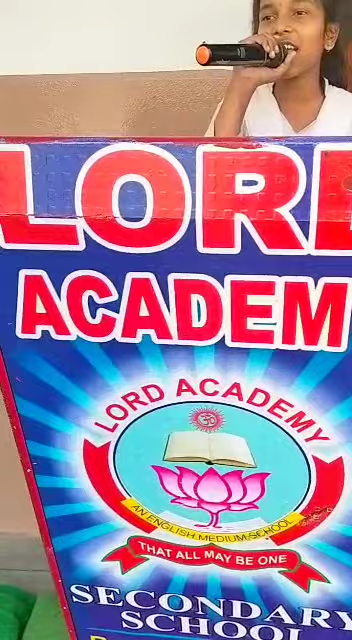 LORD
ACADEM
LORD ACADEMY
ॐ
AN ENGLISH MEDIUM SCHOOL
THAT ALL MAY BE ONE
SECONDARY
SCHOOL